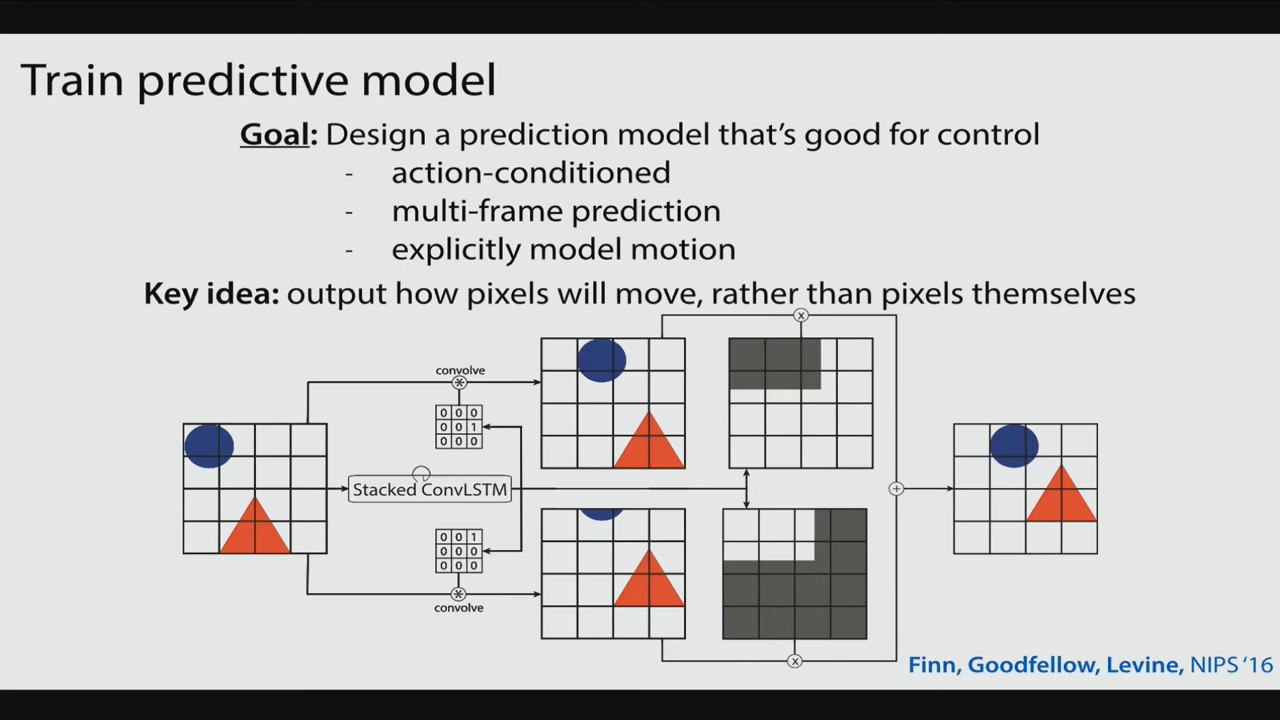 Train predictive model
Goal: Design a prediction model that's good for control
- action-conditioned
- multi-frame prediction
- explicitly model motion
Key idea: output how pixels will move, rather than pixels themselves
x
convolve
*
0 0 0
0 0 1
0 0 0
Stacked ConvLSTM
+
0 0 1
0 0 0
0 0 0
*
convolve
x
Finn, Goodfellow, Levine, NIPS '16